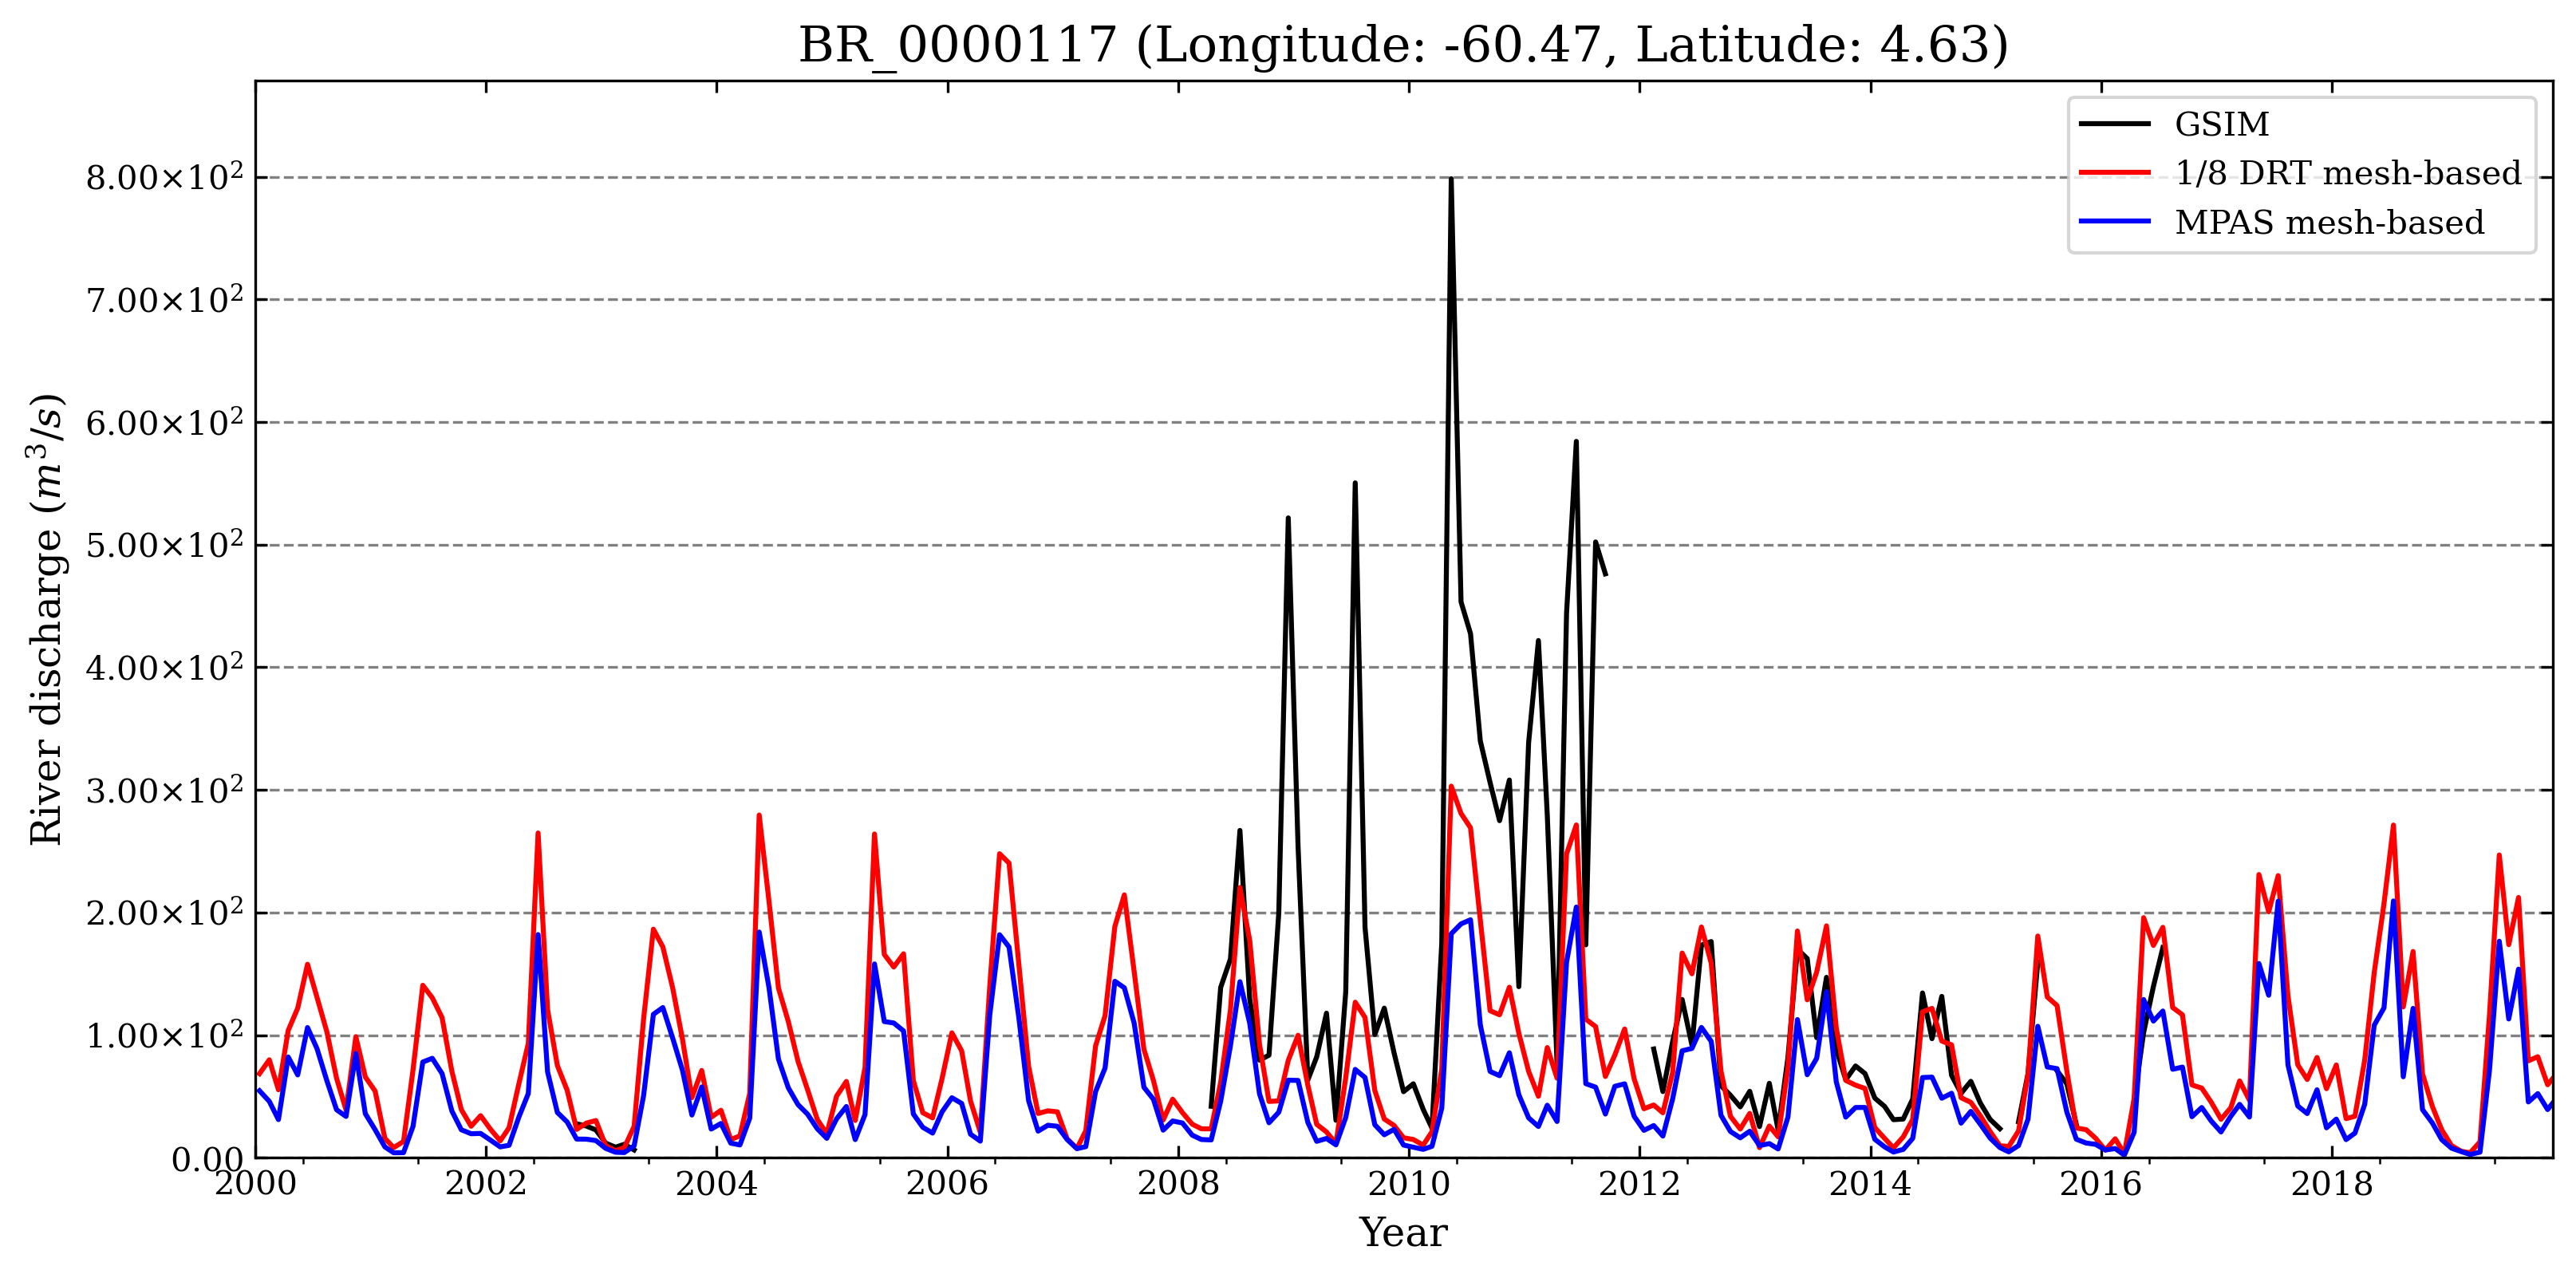 BR_0000117 (Longitude: -60.47, Latitude: 4.63)
GSIM
1/8 DRT mesh-based
MPAS mesh-based
River discharge (m³/s)
8.00×10²
7.00×10²
6.00×10²
5.00×10²
4.00×10²
3.00×10²
2.00×10²
1.00×10²
0.00
2000 2002 2004 2006 2008 2010 2012 2014 2016 2018
Year